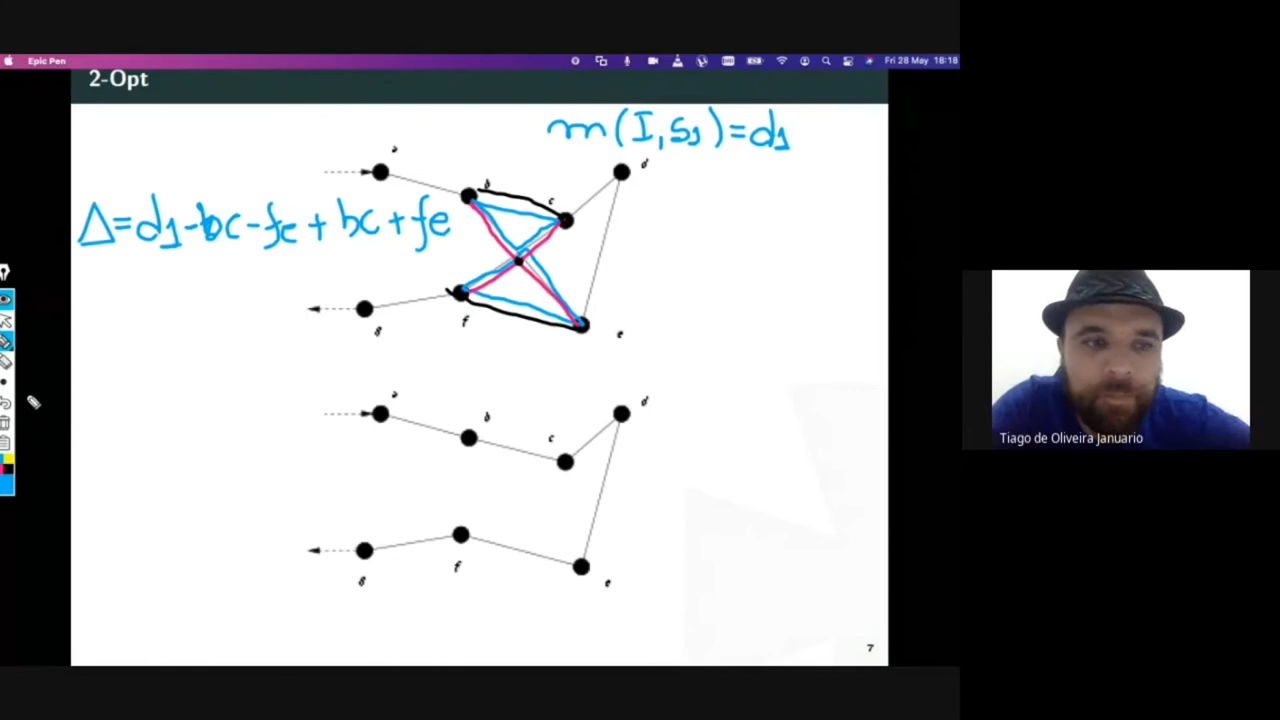 Epic Pen
Fri 28 May 18:18
2-Opt
m(I,S1)=d1
a
b
c
d
Δ=d1-bc-fe+bc+fe
g
f
e
a
b
c
d
g
f
e
7
Tiago de Oliveira Januario